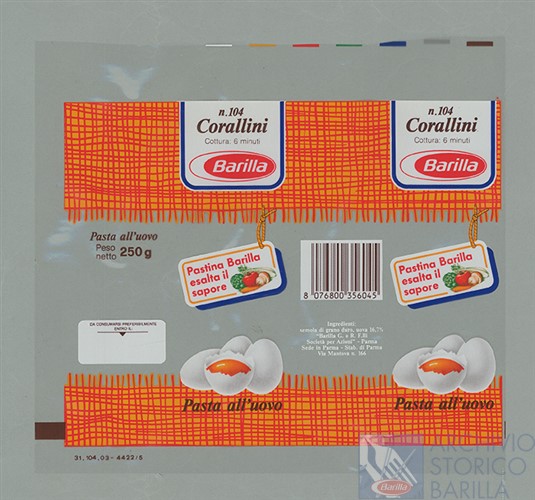 n.104
Corallini
Cottura: 6 minuti
Barilla
n.104
Corallini
Cottura: 6 minuti
Barilla
Pasta all'uovo
Peso
netto 250 g
Pastina Barilla
esalta il
sapore
8 076800 356045
Pastina Barilla
esalta il
sapore
DA CONSUMARSI PREFERIBILMENTE
ENTRO IL:
Ingredienti:
semola di grano duro, uova 16,7%
"Barilla G. e R. F.lli
Società per Azioni" - Parma
Sede in Parma - Stab. di Parma
Via Mantova n. 166
Pasta all'uovo
Pasta all'uovo
31.104.03-4422/5
ARCHIVIO
STORICO
BARILLA
Barilla